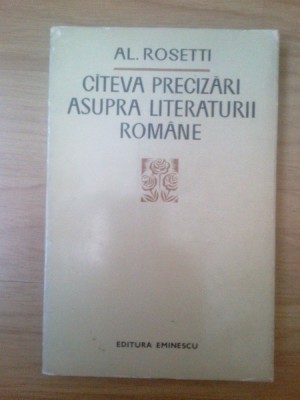 AL. ROSETTI
CÎTEVA PRECIZĂRI
ASUPRA LITERATURII
ROMÂNE
EDITURA EMINESCU